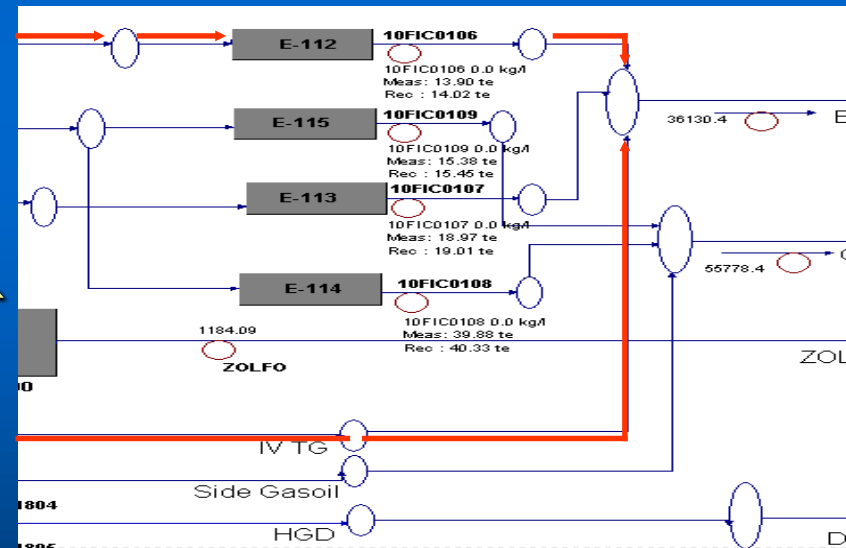 E-112
10FIC0106
10FIC0106 0.0 kg/l
Meas: 13.90 te
Rec : 14.02 te
36130.4
E
E-115
10FIC0109
10FIC0109 0.0 kg/l
Meas: 15.38 te
Rec : 15.45 te
E-113
10FIC0107
10FIC0107 0.0 kg/l
Meas: 18.97 te
Rec : 19.01 te
55778.4
E-114
10FIC0108
10FIC0108 0.0 kg/l
Meas: 39.88 te
Rec : 40.33 te
1184.09
ZOLFO
ZOL
IV TG
Side Gasoil
1804
HGD
D